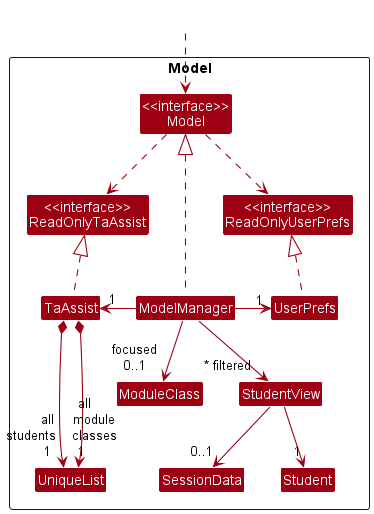 Model
<<interface>>
Model
<<interface>>
ReadOnlyTaAssist
<<interface>>
ReadOnlyUserPrefs
TaAssist
1
ModelManager
1
UserPrefs
focused
0..1
* filtered
ModuleClass
StudentView
all
students
1
all
module
classes
1
0..1
1
UniqueList
SessionData
Student